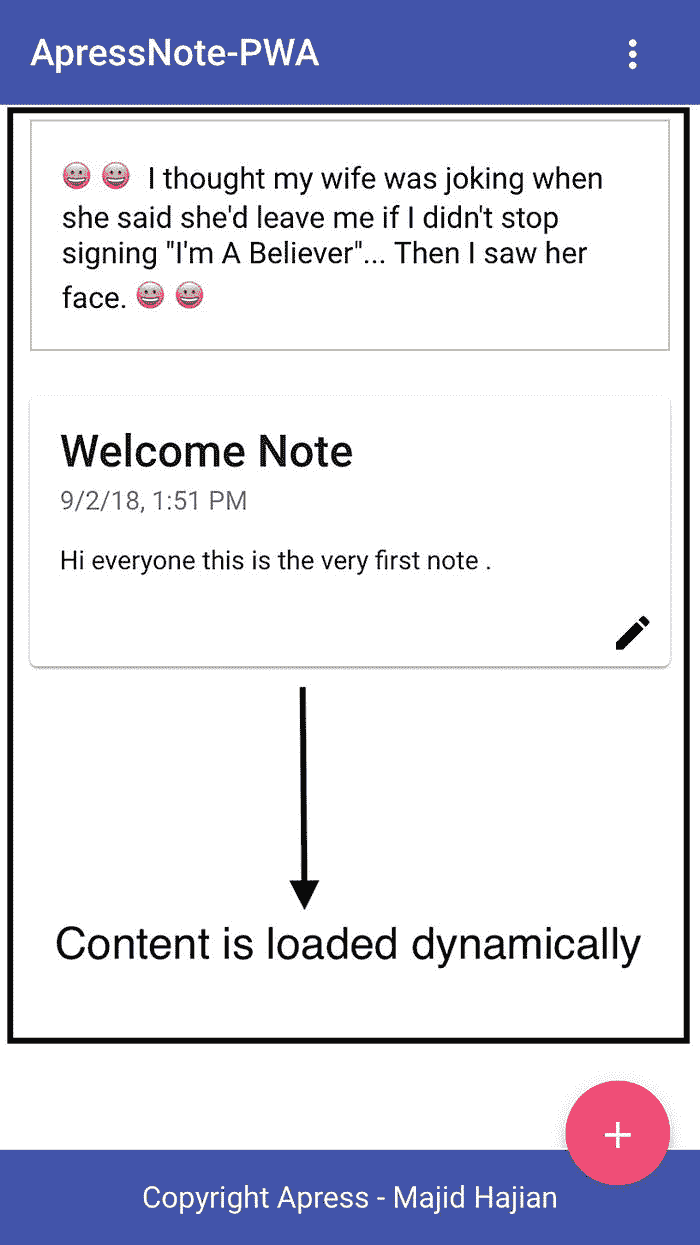 ApressNote-PWA
😀 😀 I thought my wife was joking when
she said she'd leave me if I didn't stop
signing "I'm A Believer"... Then I saw her
face. 😀 😀
Welcome Note
9/2/18, 1:51 PM
Hi everyone this is the very first note .
Content is loaded dynamically
+
Copyright Apress - Majid Hajian